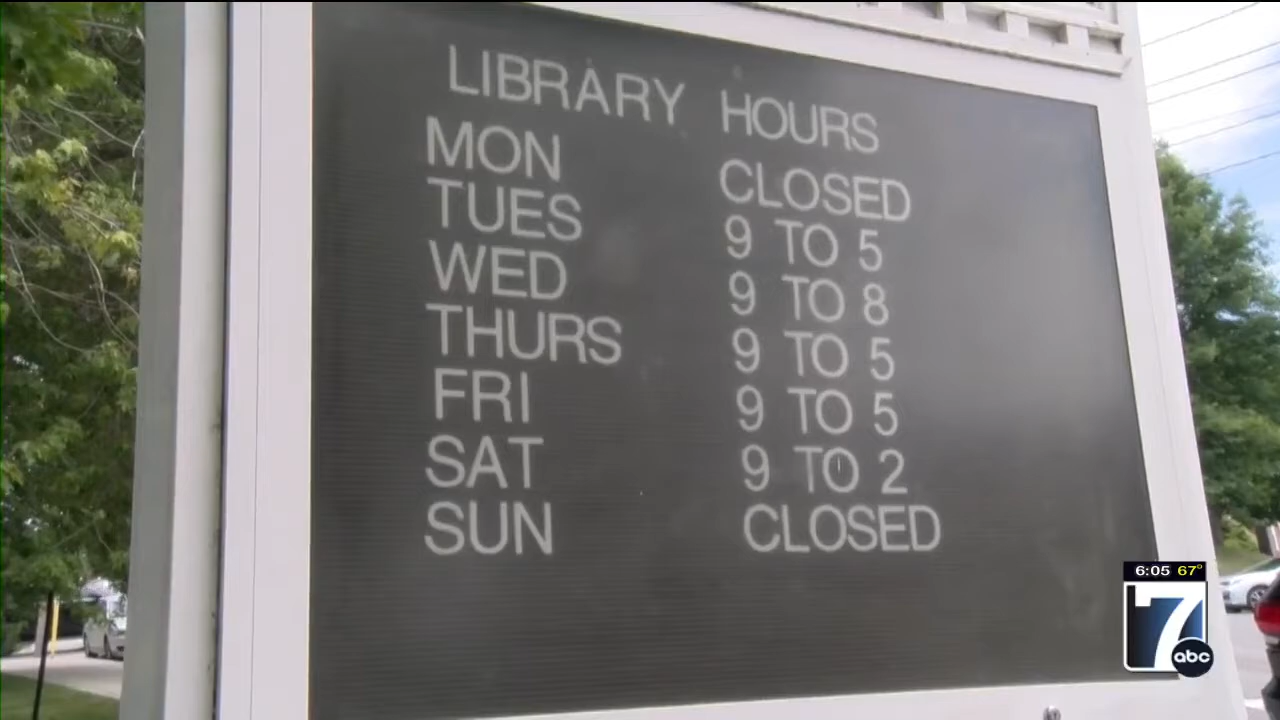 LIBRARY HOURS
MON CLOSED
TUES 9 TO 5
WED 9 TO 8
THURS 9 TO 5
FRI 9 TO 5
SAT 9 TO 2
SUN CLOSED
6:05 67°
7
abc